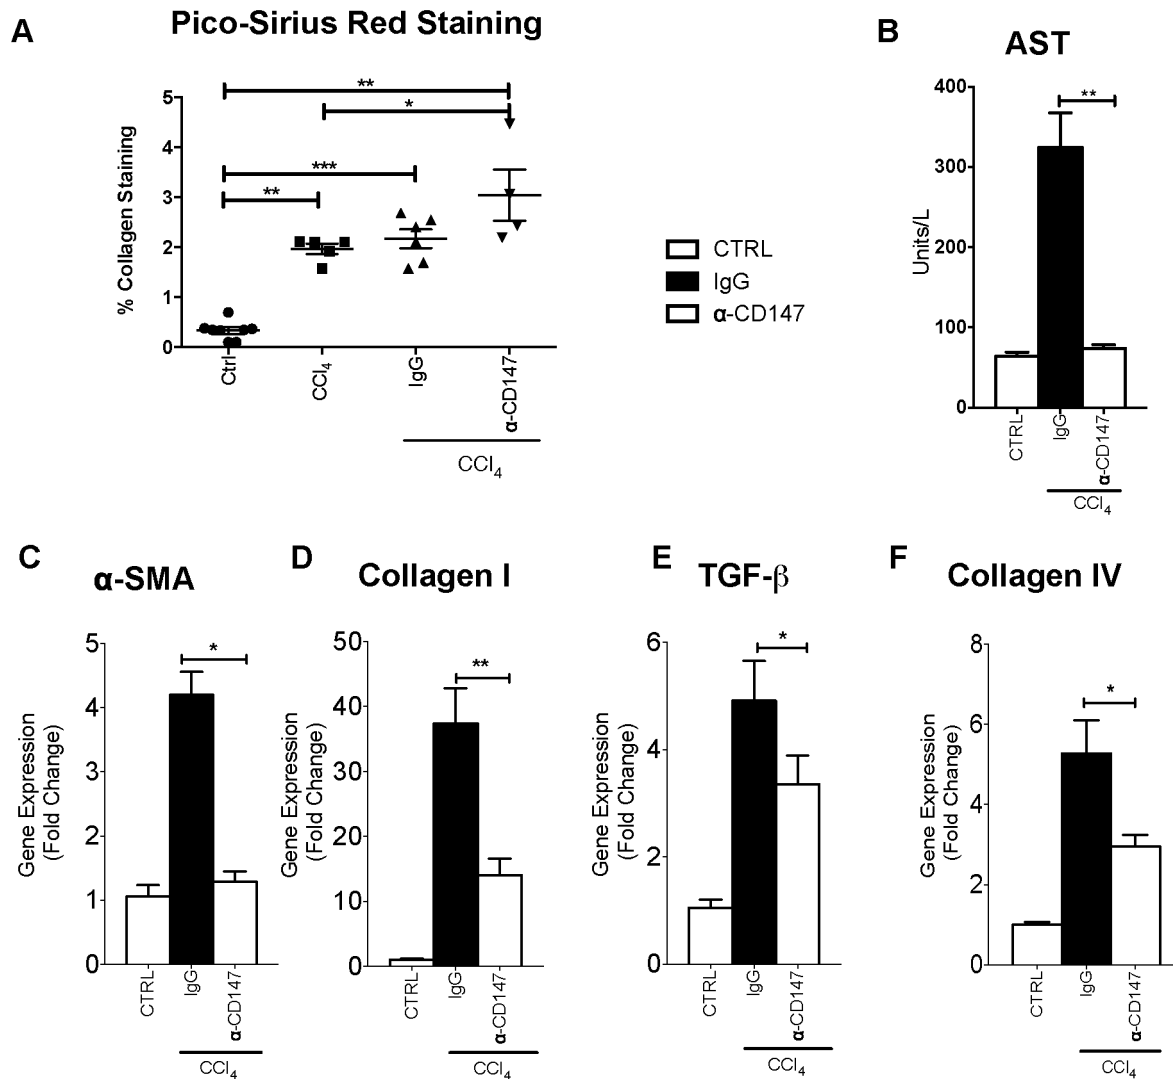 A
Pico-Sirius Red Staining
% Collagen Staining
5
4
3
2
1
0
**
*
***
**
Ctrl
CCl4
IgG
α-CD147
CCl4
CTRL
IgG
α-CD147
B
AST
Units/L
400
300
200
100
0
**
CTRL
IgG
α-CD147
CCl4
C
α-SMA
Gene Expression
(Fold Change)
5
4
3
2
1
0
*
CTRL
IgG
α-CD147
CCl4
D
Collagen I
Gene Expression
(Fold Change)
50
40
30
20
10
0
**
CTRL
IgG
α-CD147
CCl4
E
TGF-β
Gene Expression
(Fold Change)
6
4
2
0
*
CTRL
IgG
α-CD147
CCl4
F
Collagen IV
Gene Expression
(Fold Change)
8
6
4
2
0
*
CTRL
IgG
α-CD147
CCl4